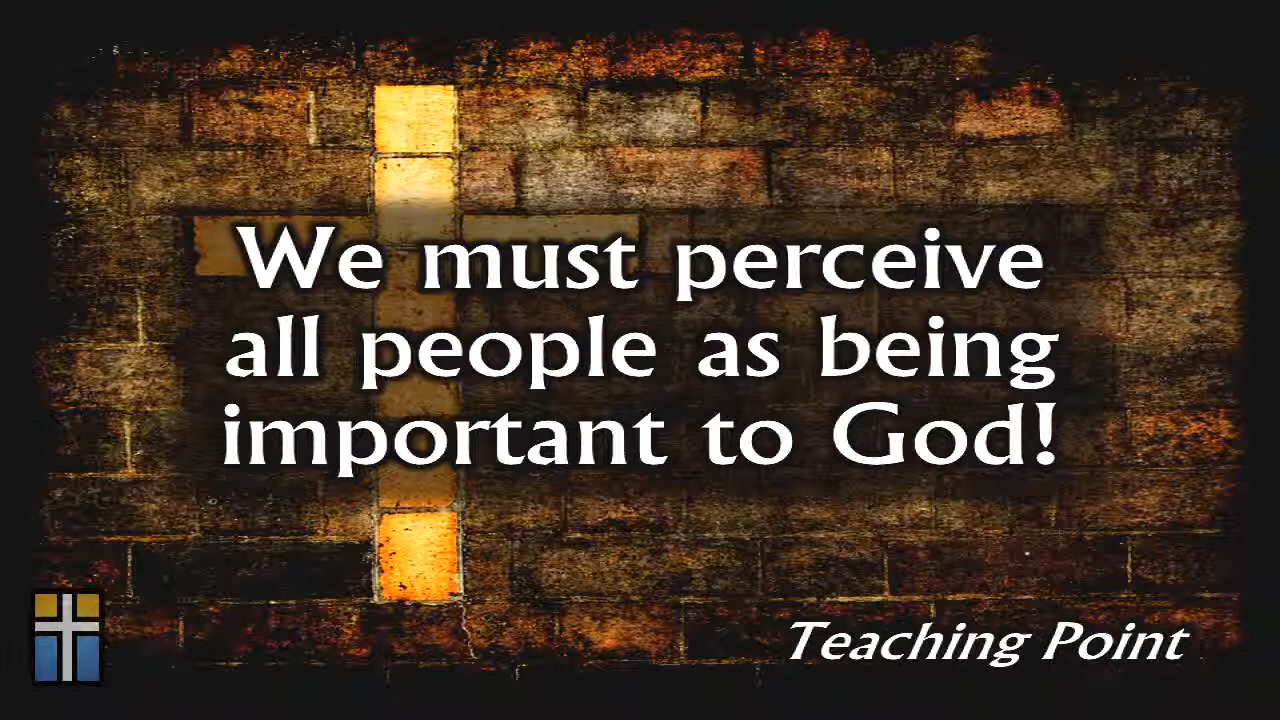 We must perceive
all people as being
important to God!
Teaching Point